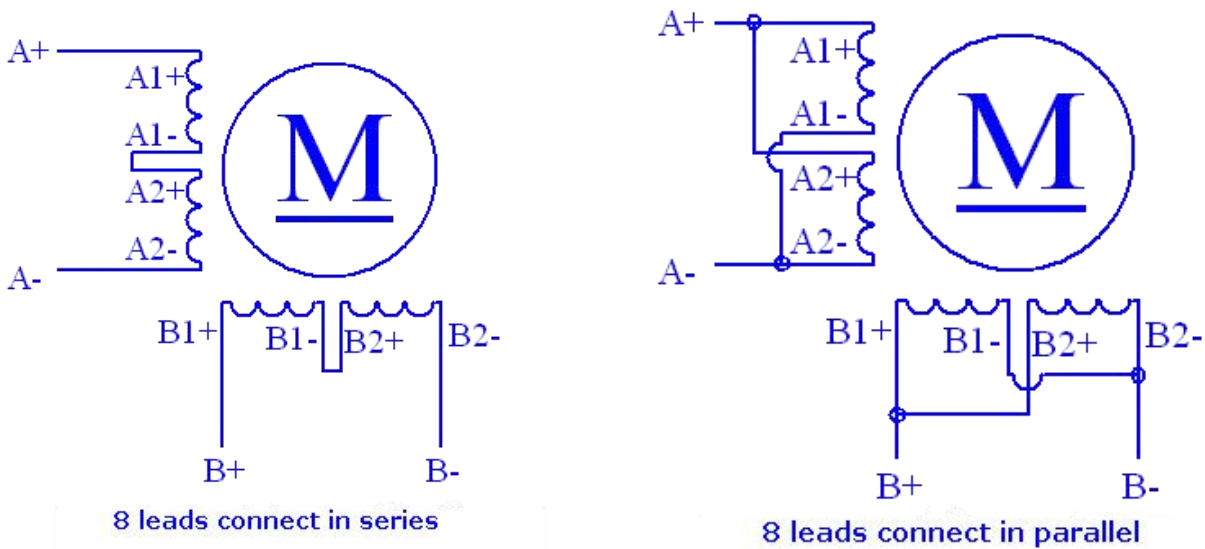 A+
A1+
A1-
A2+
A2-
A-
M
B1+
B1-
B2+
B2-
B+
B-
8 leads connect in series
A+
A1+
A1-
A2+
A2-
A-
M
B1+
B1-
B2+
B2-
B+
B-
8 leads connect in parallel